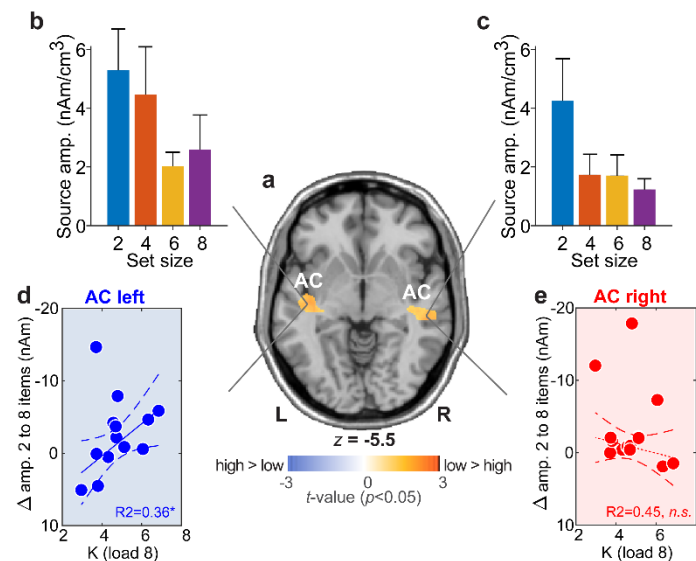 b
c
Source amp. (nAm/cm³)
6
4
2
0
2 4 6 8
Set size
Source amp. (nAm/cm³)
6
4
2
0
2 4 6 8
Set size
a
AC
AC
L
R
z = -5.5
high > low
low > high
-3 0 3
t-value (p<0.05)
d
AC left
Δ amp. 2 to 8 items (nAm)
-20
-10
0
10
R2=0.36*
2 4 6 8
K (load 8)
e
AC right
Δ amp. 2 to 8 items (nAm)
-20
-10
0
10
R2=0.45, n.s.
2 4 6 8
K (load 8)